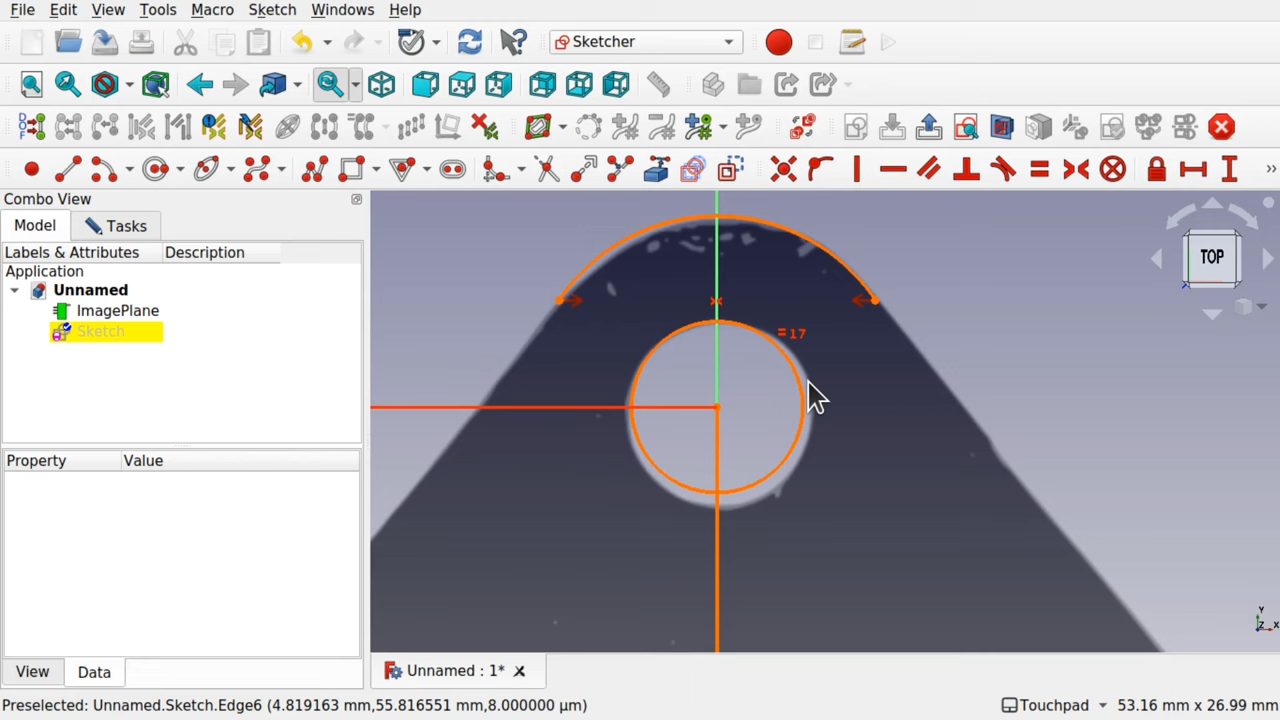 File Edit View Tools Macro Sketch Windows Help
Sketcher
Combo View
Model Tasks
Labels & Attributes Description
Application
Unnamed
ImagePlane
Sketch
Property Value
View Data
= 17
TOP
Y
Z X
Unnamed : 1*
Preselected: Unnamed.Sketch.Edge6 (4.819163 mm,55.816551 mm,8.000000 µm)
Touchpad 53.16 mm x 26.99 mm